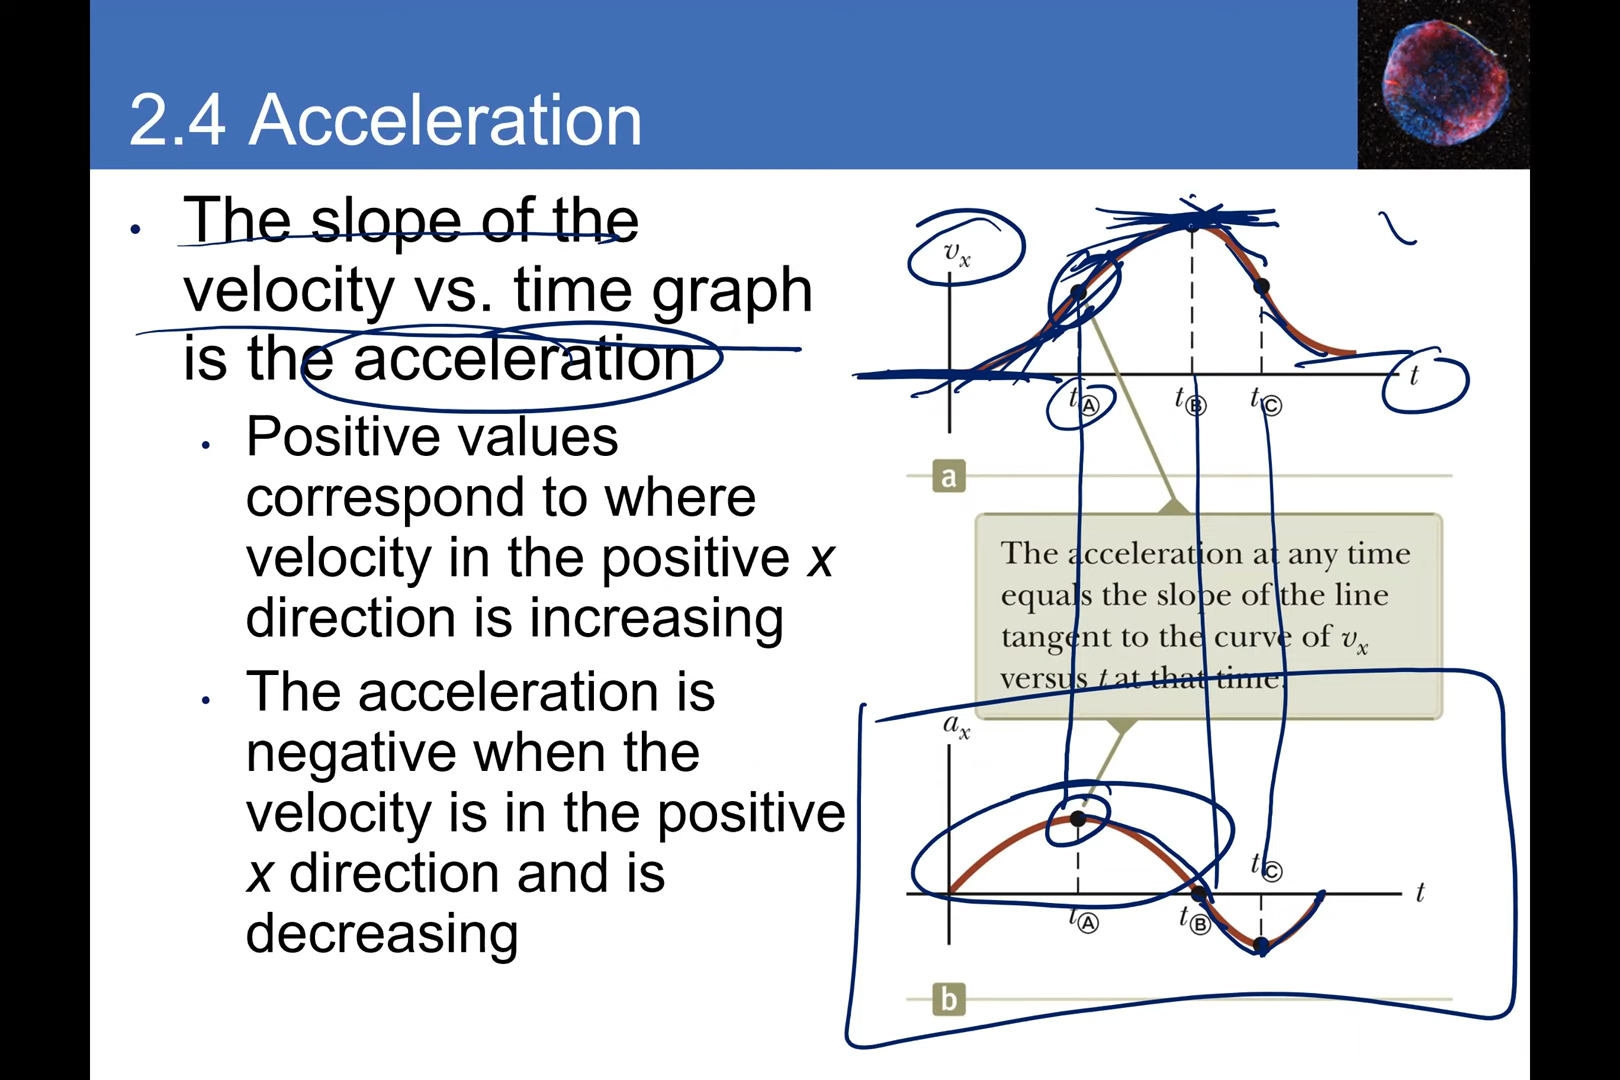 2.4 Acceleration
• The slope of the
velocity vs. time graph
is the acceleration
• Positive values
correspond to where
velocity in the positive x
direction is increasing
• The acceleration is
negative when the
velocity is in the positive
x direction and is
decreasing
vx
t
tⒶ tⒷ tⒸ
a
The acceleration at any time
equals the slope of the line
tangent to the curve of vx
versus t at that time.
ax
tⒸ
t
tⒶ tⒷ
b